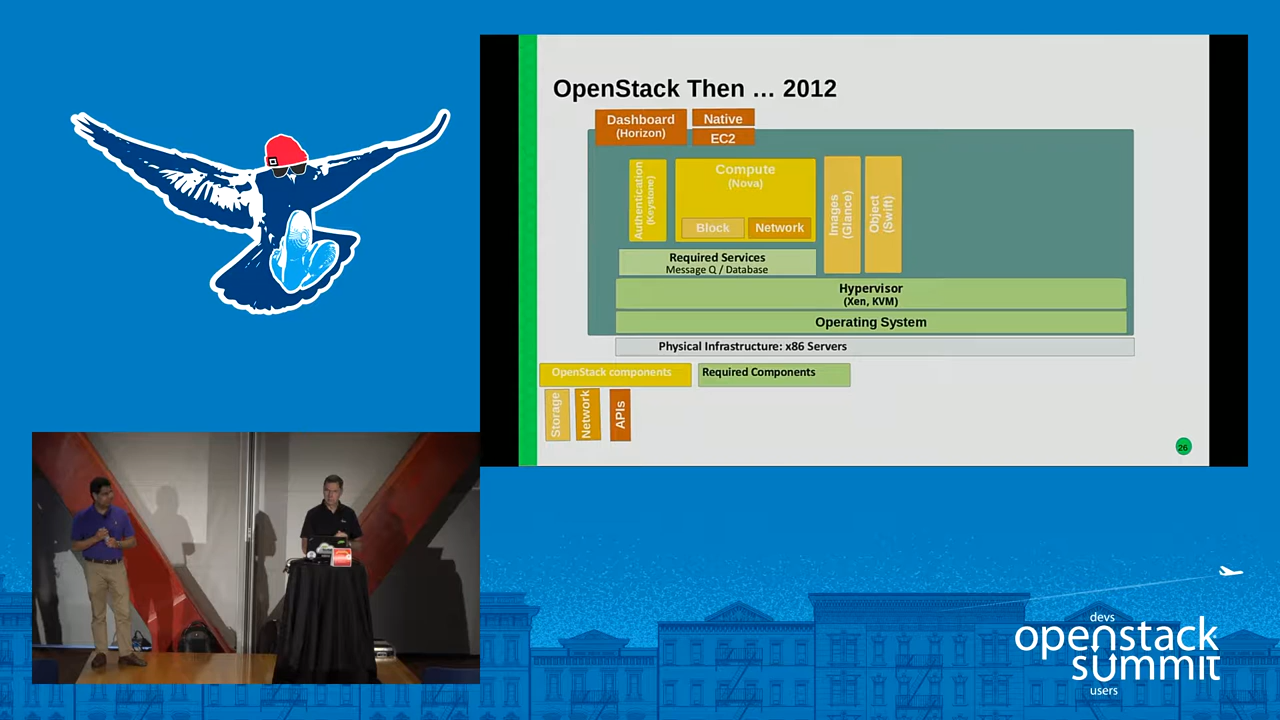 OpenStack Then … 2012
Dashboard
(Horizon)
Native
EC2
Authentication
(Keystone)
Compute
(Nova)
Block
Network
Images
(Glance)
Object
(Swift)
Required Services
Message Q / Database
Hypervisor
(Xen, KVM)
Operating System
Physical Infrastructure: x86 Servers
OpenStack components
Required Components
Storage
Network
APIs
26
devs
openstack
summit
users